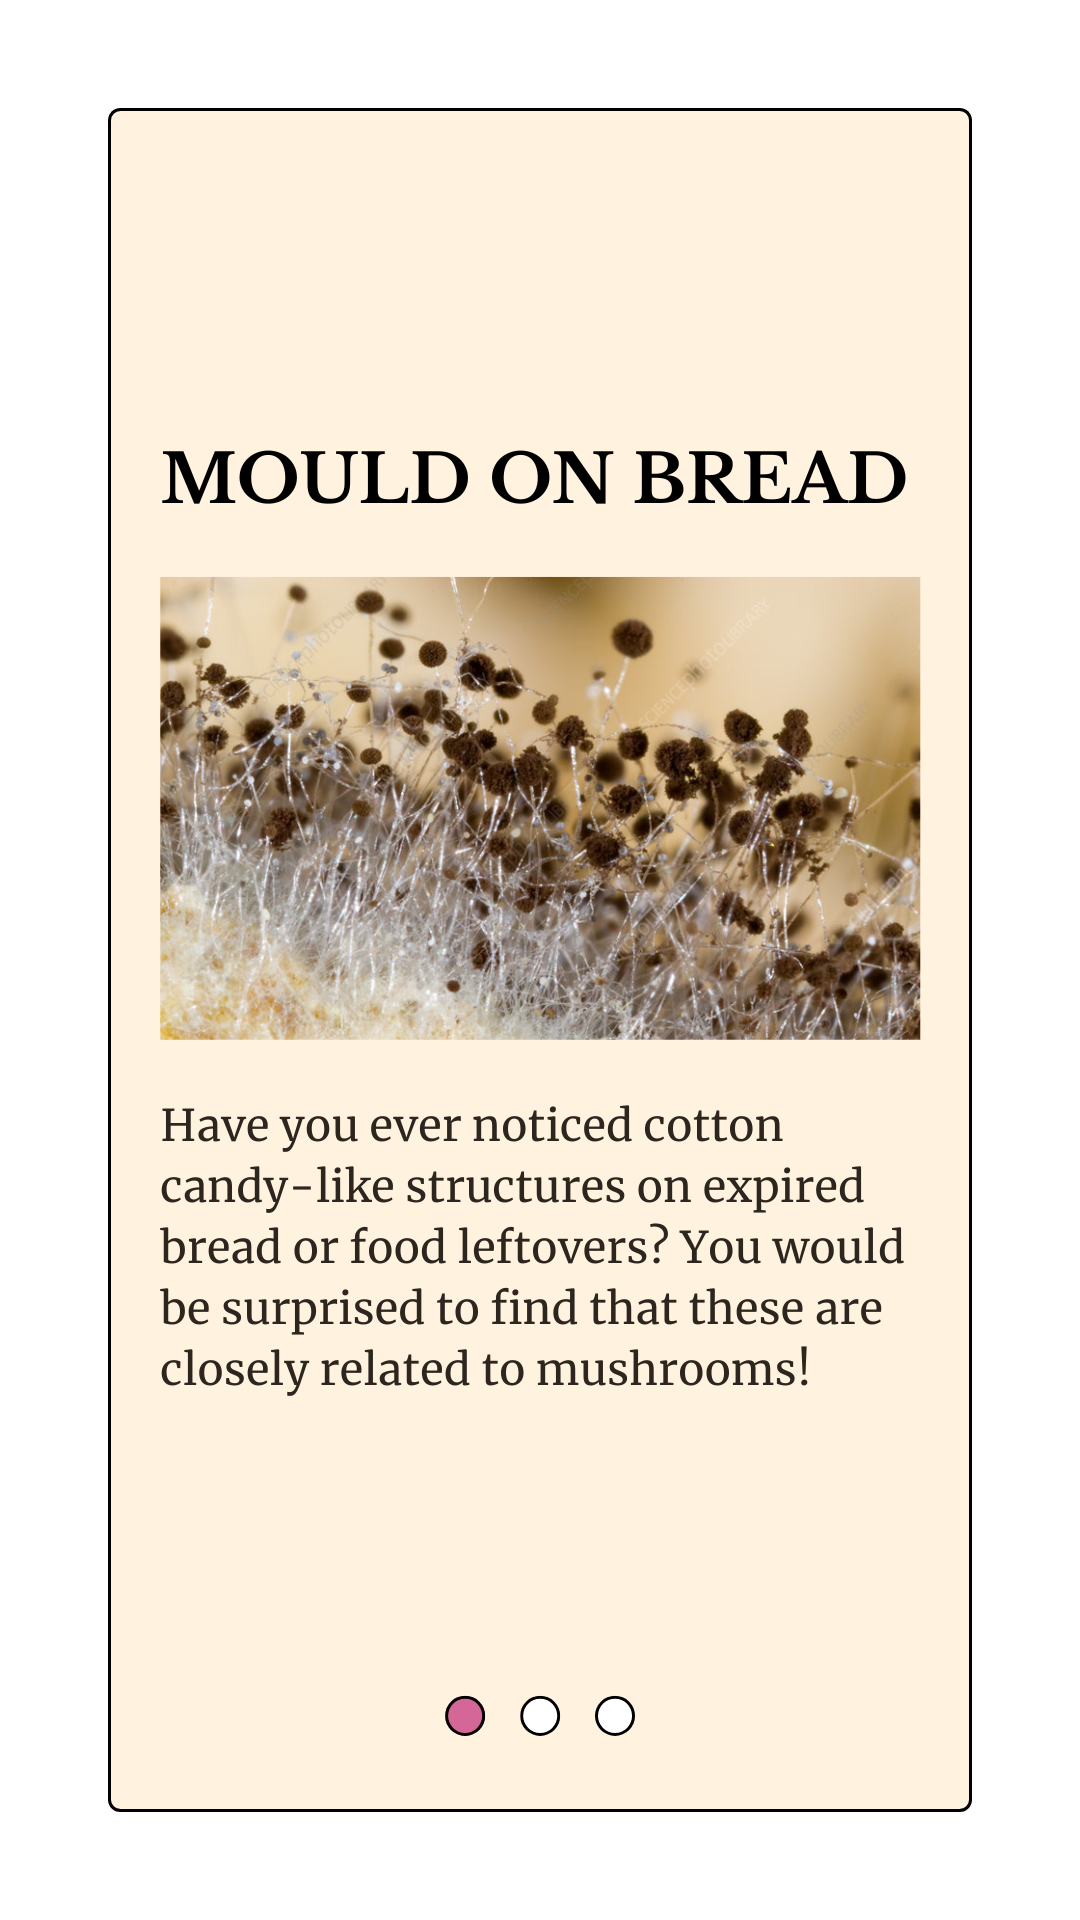 MOULD ON BREAD
SCIENCEPHOTOLIBRARY
Have you ever noticed cotton
candy-like structures on expired
bread or food leftovers? You would
be surprised to find that these are
closely related to mushrooms!